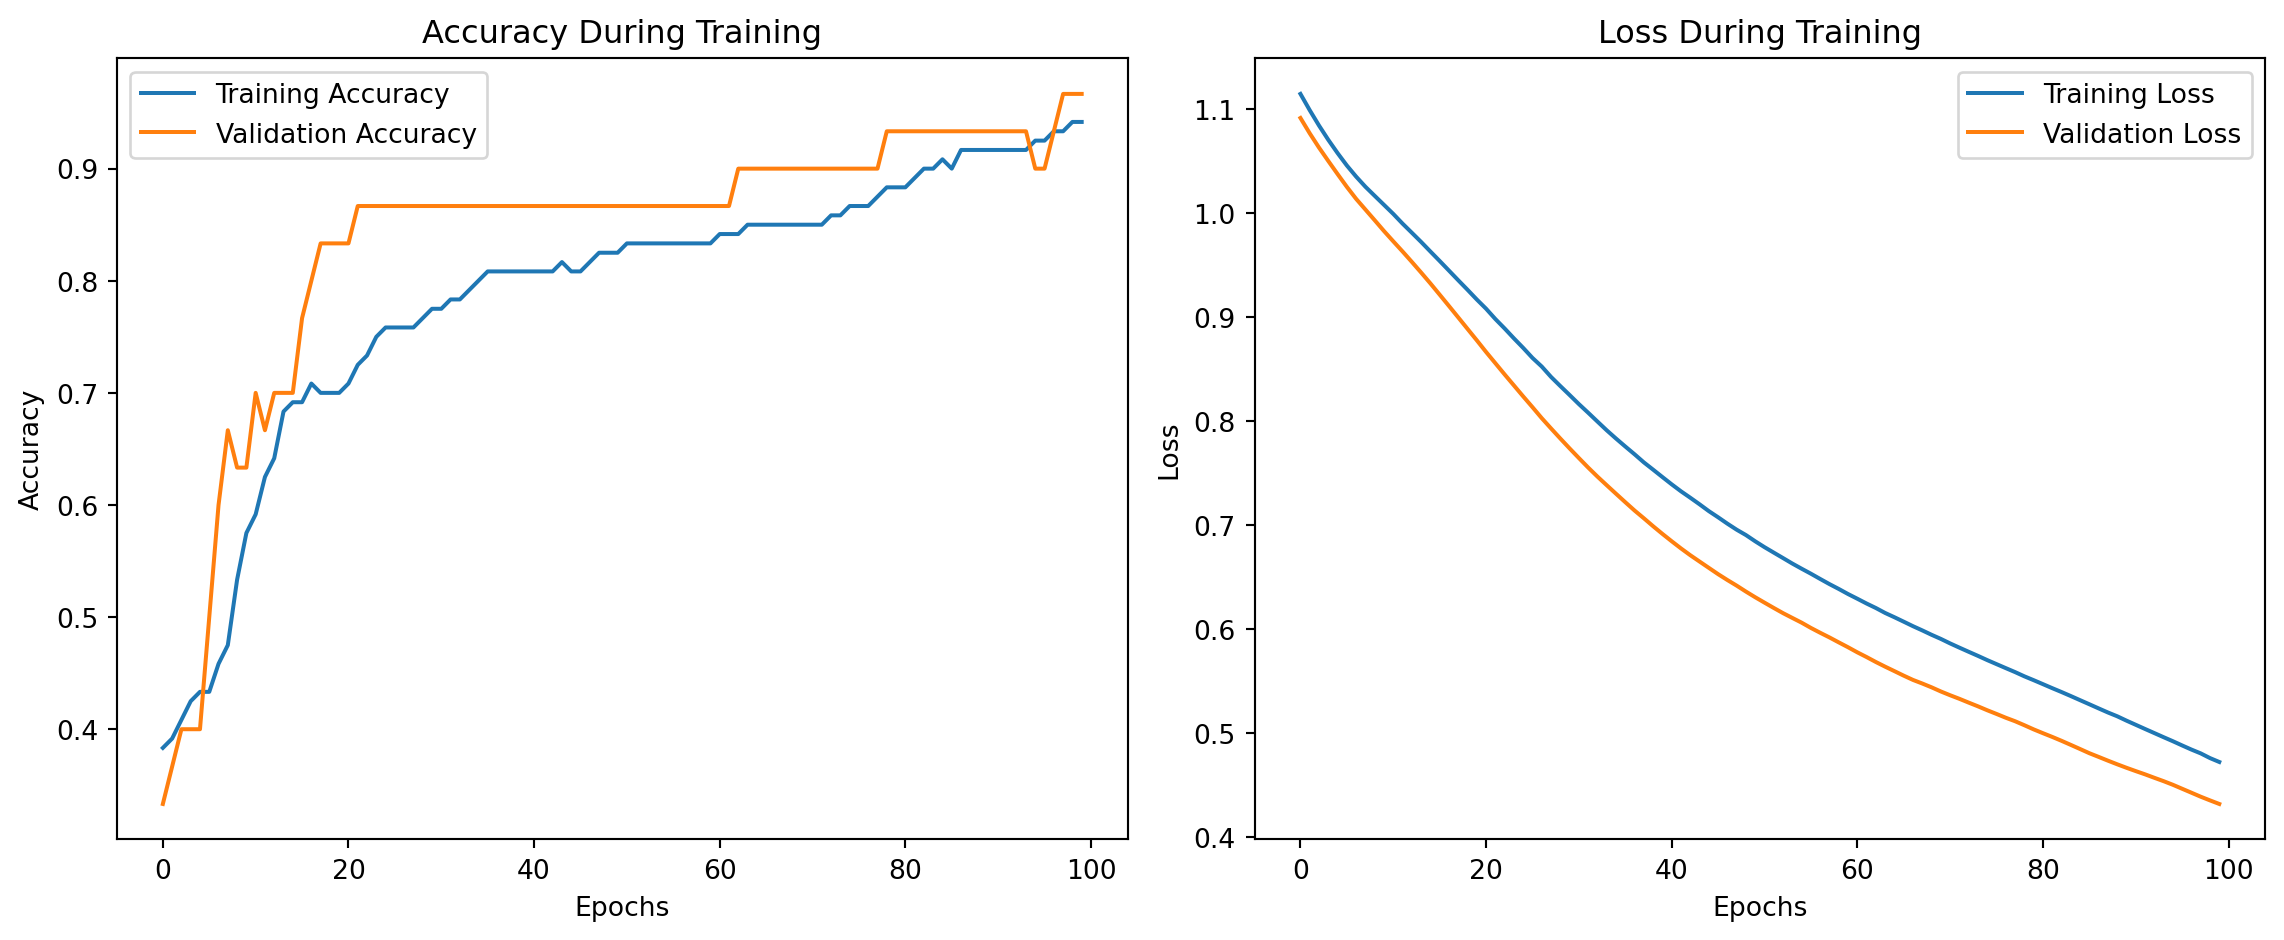 Accuracy During Training
Training Accuracy
Validation Accuracy
0.9
0.8
0.7
0.6
0.5
0.4
Accuracy
0 20 40 60 80 100
Epochs
Loss During Training
Training Loss
Validation Loss
1.1
1.0
0.9
0.8
0.7
0.6
0.5
0.4
Loss
0 20 40 60 80 100
Epochs